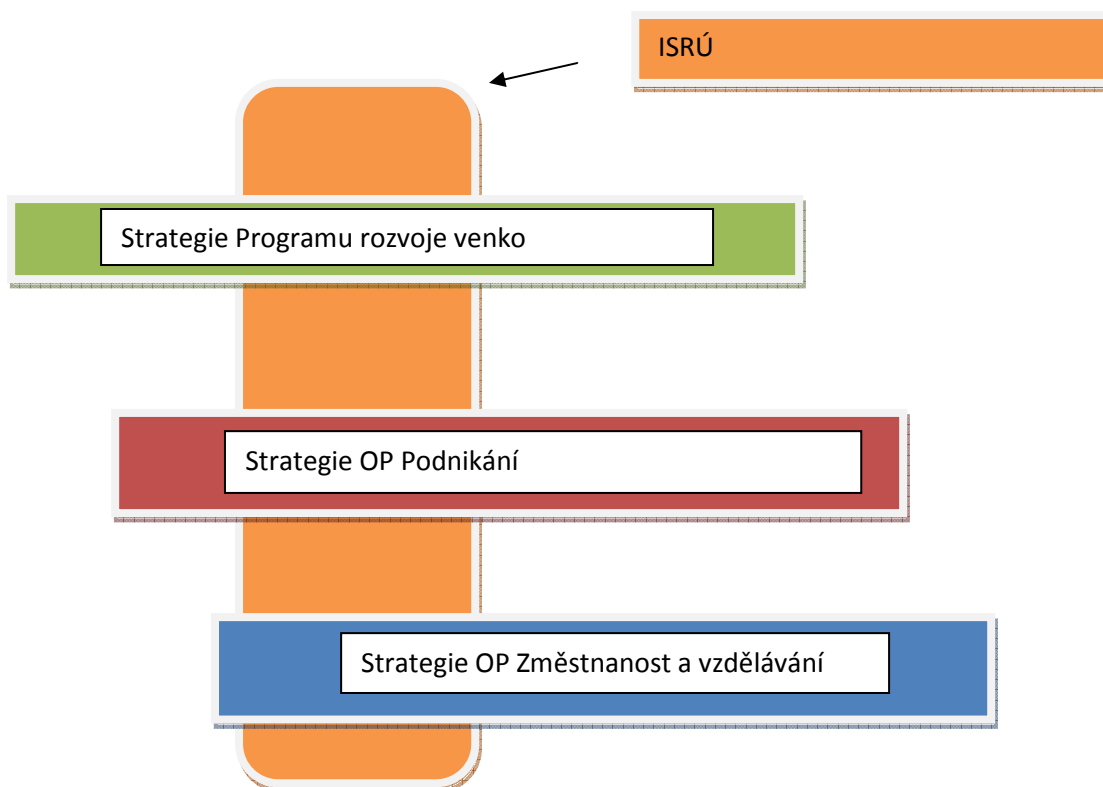 ISRÚ
Strategie Programu rozvoje venko
Strategie OP Podnikání
Strategie OP Změstnanost a vzdělávání